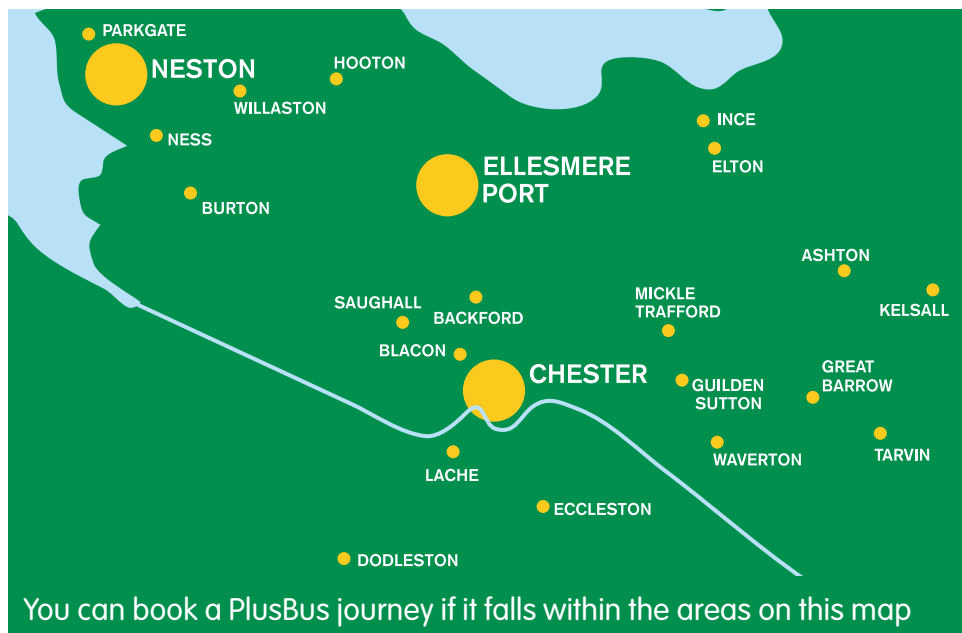 PARKGATE
NESTON
HOOTON
WILLASTON
NESS
INCE
ELLESMERE
PORT
ELTON
BURTON
ASHTON
MICKLE
TRAFFORD
SAUGHALL
BACKFORD
KELSALL
BLACON
CHESTER
GREAT
BARROW
GUILDEN
SUTTON
WAVERTON
TARVIN
LACHE
ECCLESTON
DODLESTON
You can book a PlusBus journey if it falls within the areas on this map